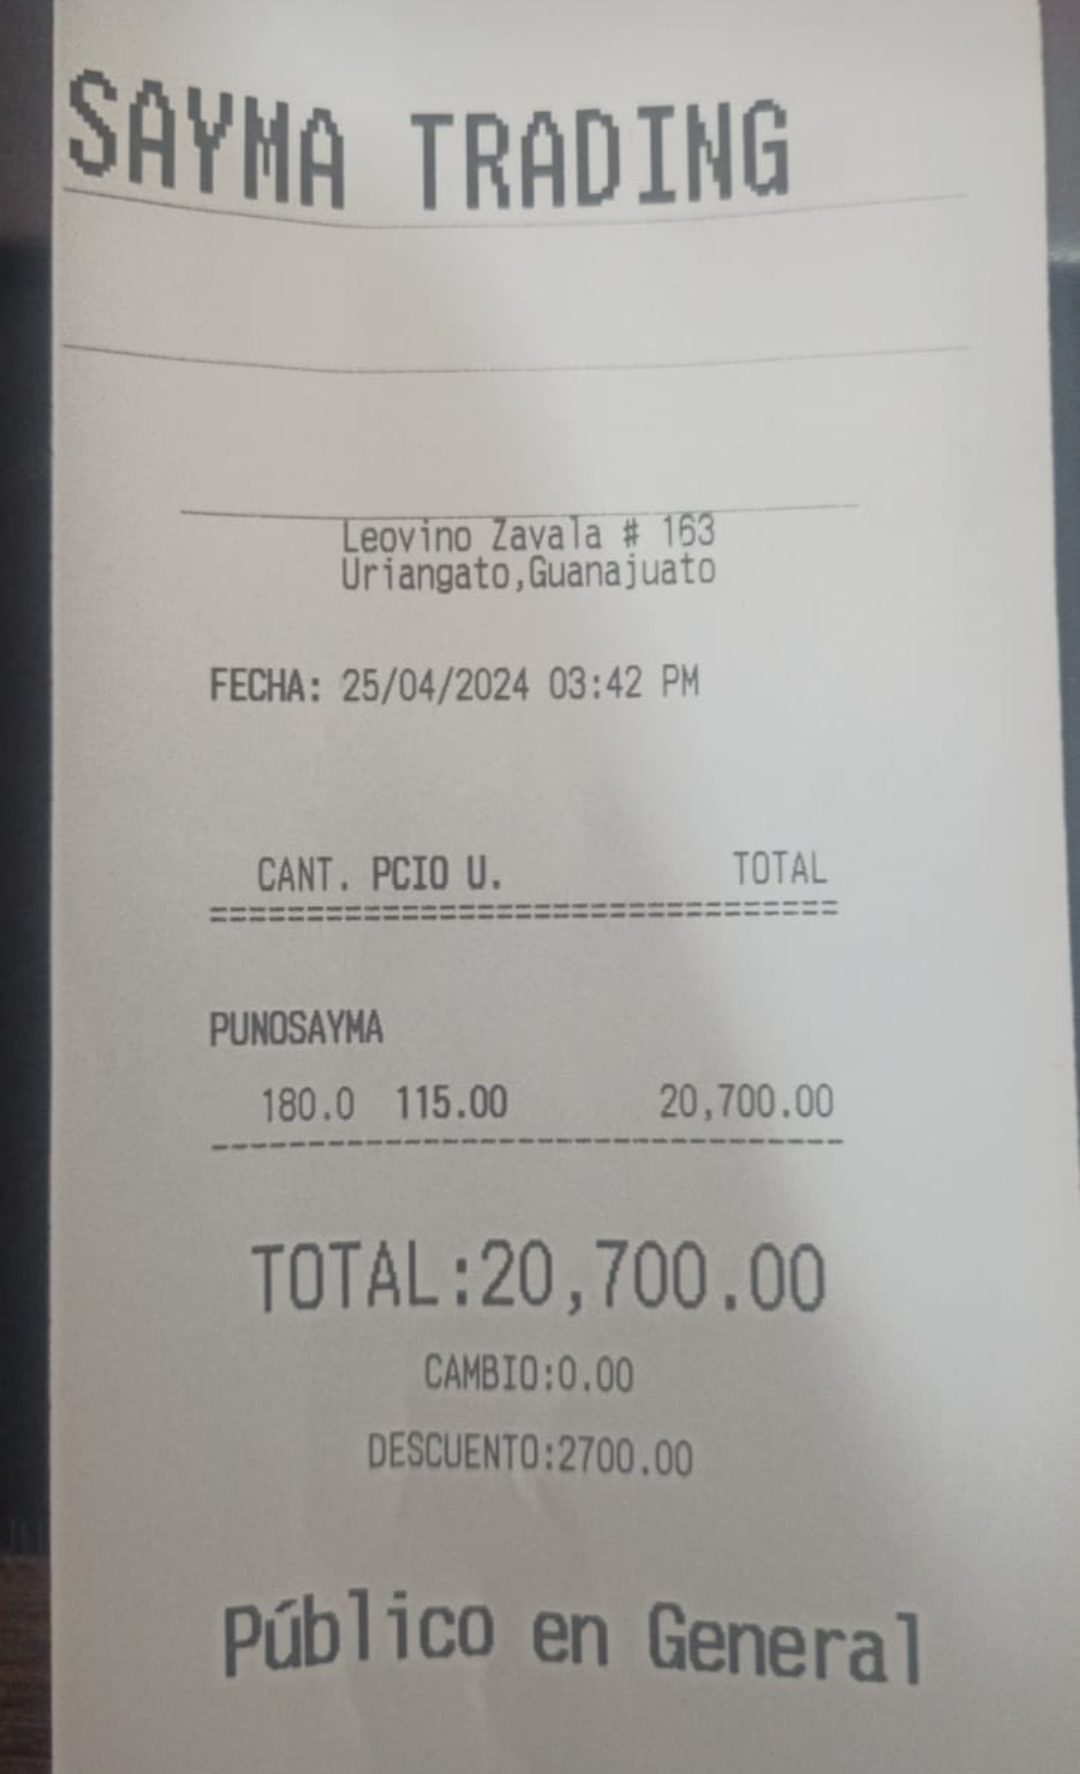 SAYMA TRADING
Leovino Zavala # 163
Uriangato,Guanajuato
FECHA: 25/04/2024 03:42 PM
CANT. PCIO U. TOTAL
=================================
PUNOSAYMA
180.0 115.00 20,700.00
---------------------------------
TOTAL:20,700.00
CAMBIO:0.00
DESCUENTO:2700.00
Público en General